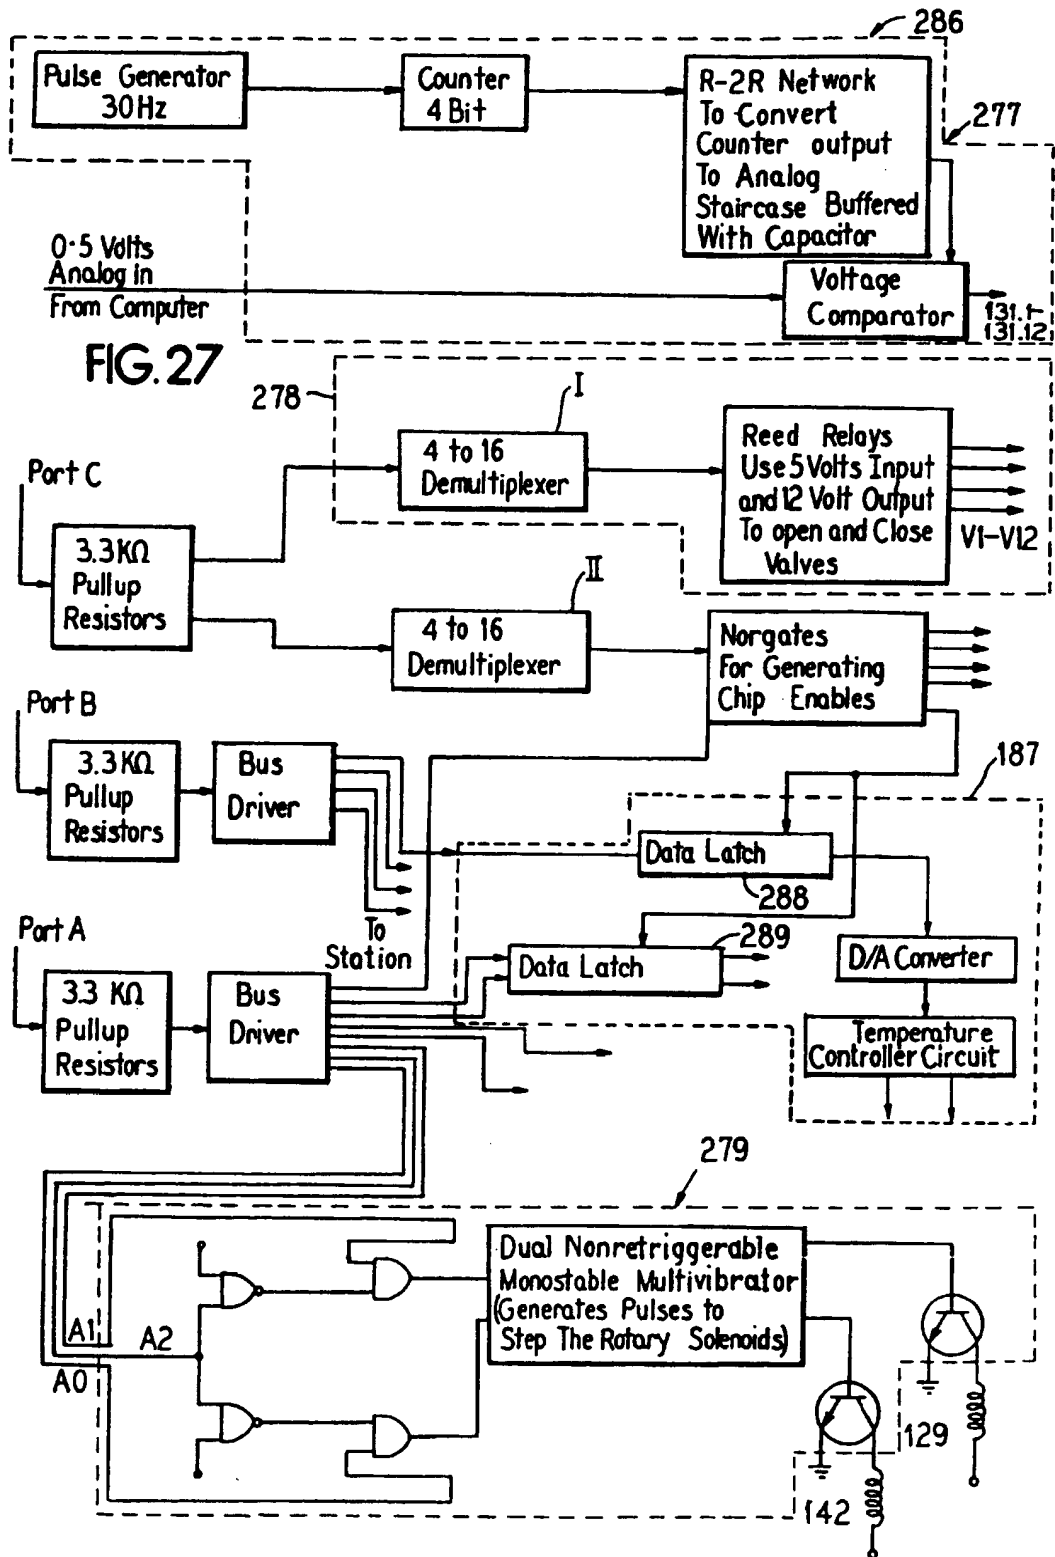 286
Pulse Generator
30Hz
Counter
4 Bit
R-2R Network
To Convert
Counter output
To Analog
Staircase Buffered
With Capacitor
277
0·5 Volts
Analog in
From Computer
Voltage
Comparator
131.1-
131.12
FIG. 27
278
I
4 to 16
Demultiplexer
Reed Relays
Use 5 Volts Input
and 12 Volt Output
To open and Close
Valves
V1-V12
Port C
3.3KΩ
Pullup
Resistors
II
4 to 16
Demultiplexer
Norgates
For Generating
Chip Enables
Port B
3.3KΩ
Pullup
Resistors
Bus
Driver
187
Data Latch
288
To
Station
Port A
3.3 KΩ
Pullup
Resistors
Bus
Driver
289
Data Latch
D/A Converter
Temperature
Controller Circuit
279
Dual Nonretriggerable
Monostable Multivibrator
(Generates Pulses to
Step The Rotary Solenoids)
A1
A2
A0
129
142